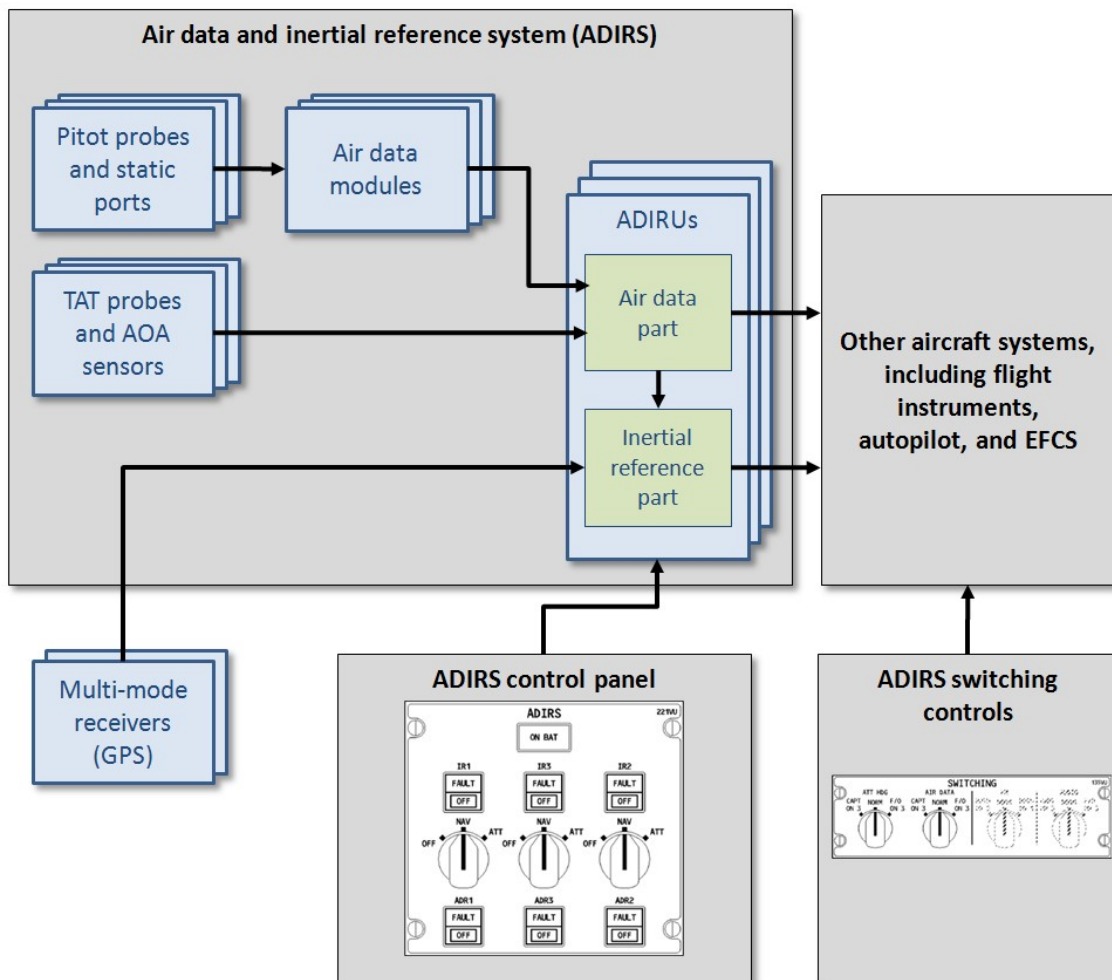 Air data and inertial reference system (ADIRS)
Pitot probes
and static
ports
Air data
modules
TAT probes
and AOA
sensors
ADIRUs
Air data
part
Inertial
reference
part
Other aircraft systems,
including flight
instruments,
autopilot, and EFCS
Multi-mode
receivers
(GPS)
ADIRS control panel
ADIRS 221VU
ON BAT
IR1 IR3 IR2
FAULT FAULT FAULT
OFF OFF OFF
NAV NAV NAV
OFF ATT OFF ATT OFF ATT
ADR1 ADR3 ADR2
FAULT FAULT FAULT
OFF OFF OFF
ADIRS switching
controls
SWITCHING
ATT HDG AIR DATA
CAPT NORM F/O CAPT NORM F/O
ON 3 ON 3 ON 3 ON 3